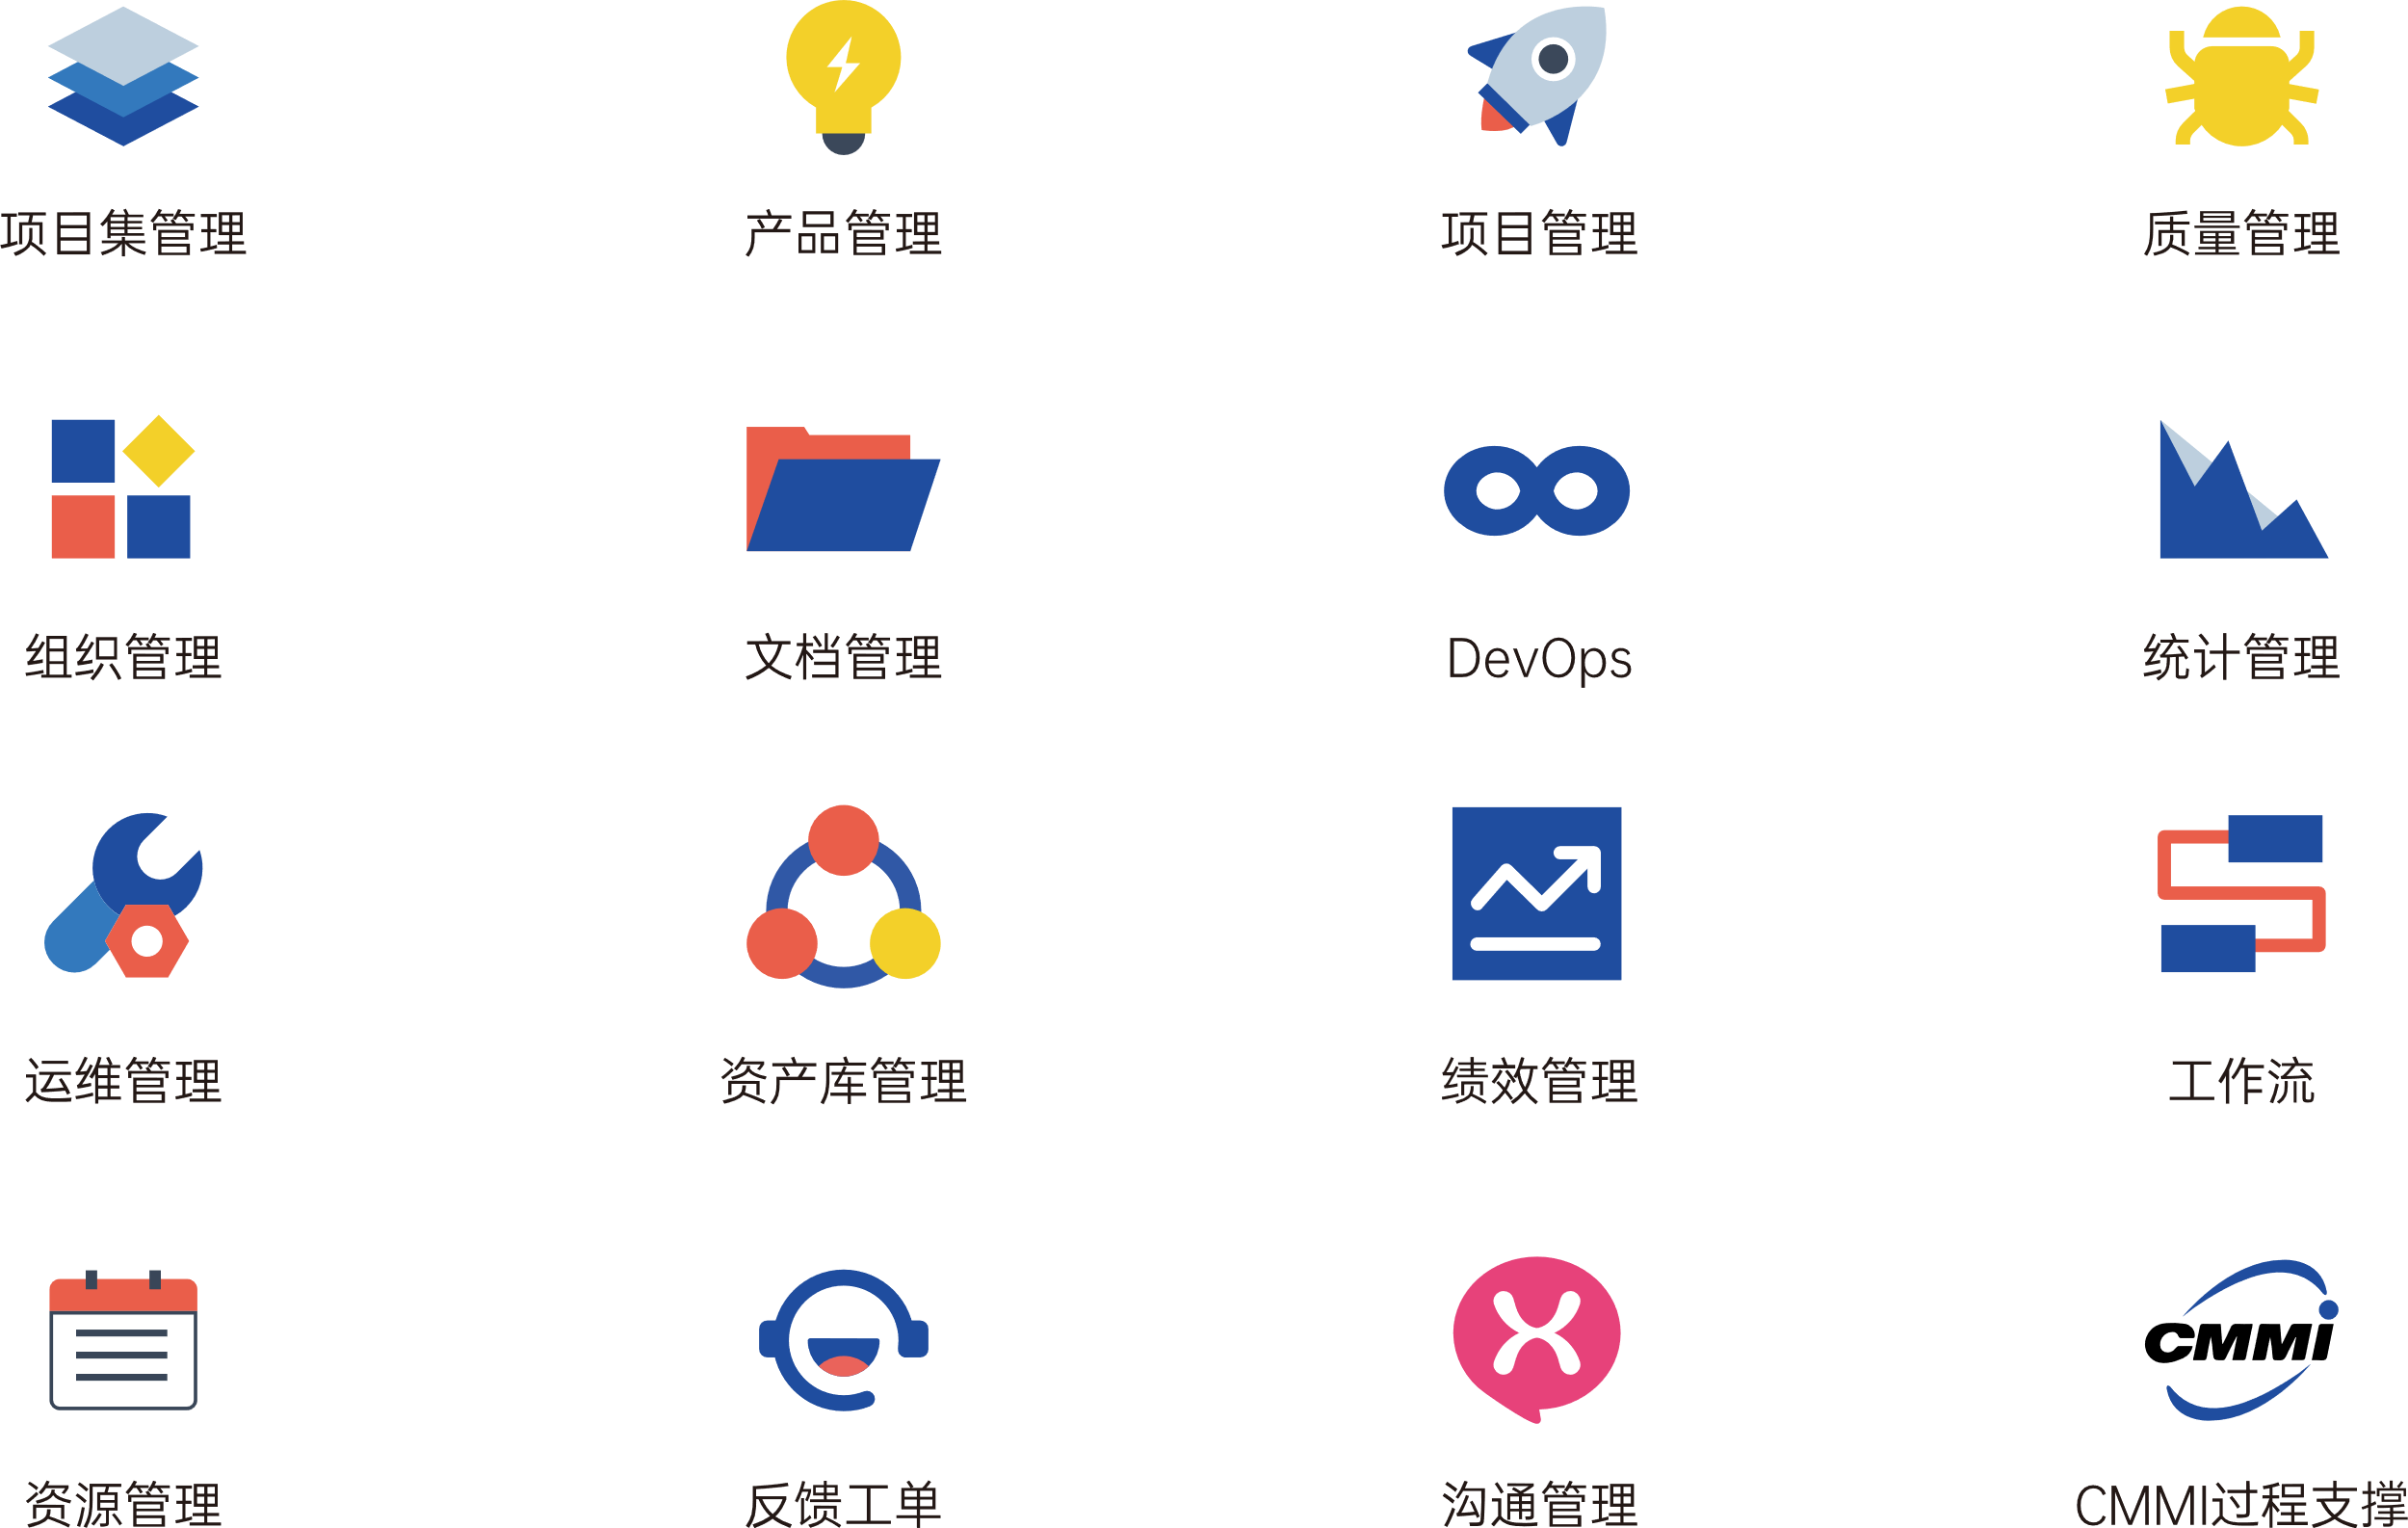 项目集管理
产品管理
项目管理
质量管理
组织管理
文档管理
DevOps
统计管理
运维管理
资产库管理
绩效管理
工作流
CMMI
资源管理
反馈工单
沟通管理
CMMI过程支撑